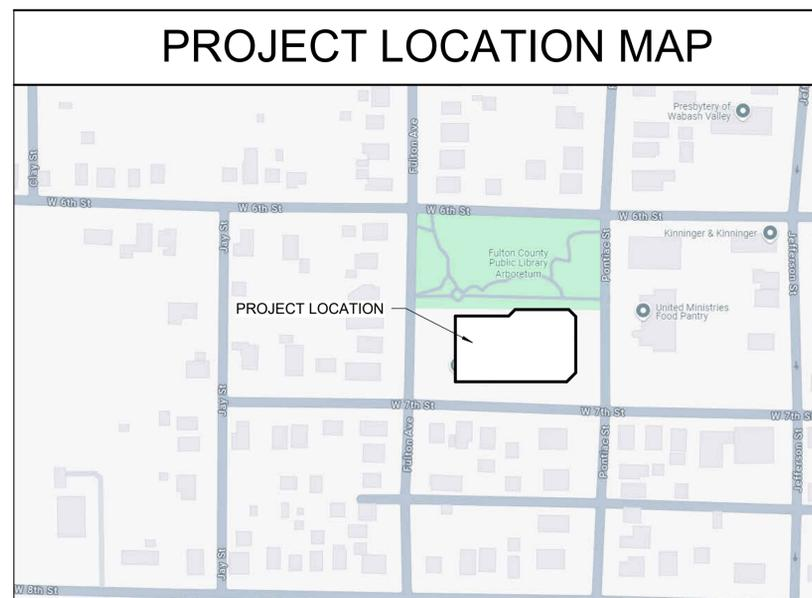 PROJECT LOCATION MAP
Presbytery of
Wabash Valley
Clay St
Fulton Ave
W 6th St
W 6th St
W 6th St
W 6th St
Jay St
Fulton County
Public Library
Arboretum
Pontiac St
Kinninger & Kinninger
Jefferson St
PROJECT LOCATION
United Ministries
Food Pantry
Jay St
W 7th St
W 7th St
W 7th S
Fulton Ave
Pontiac St
Jefferson St
Jay St
W 8th St